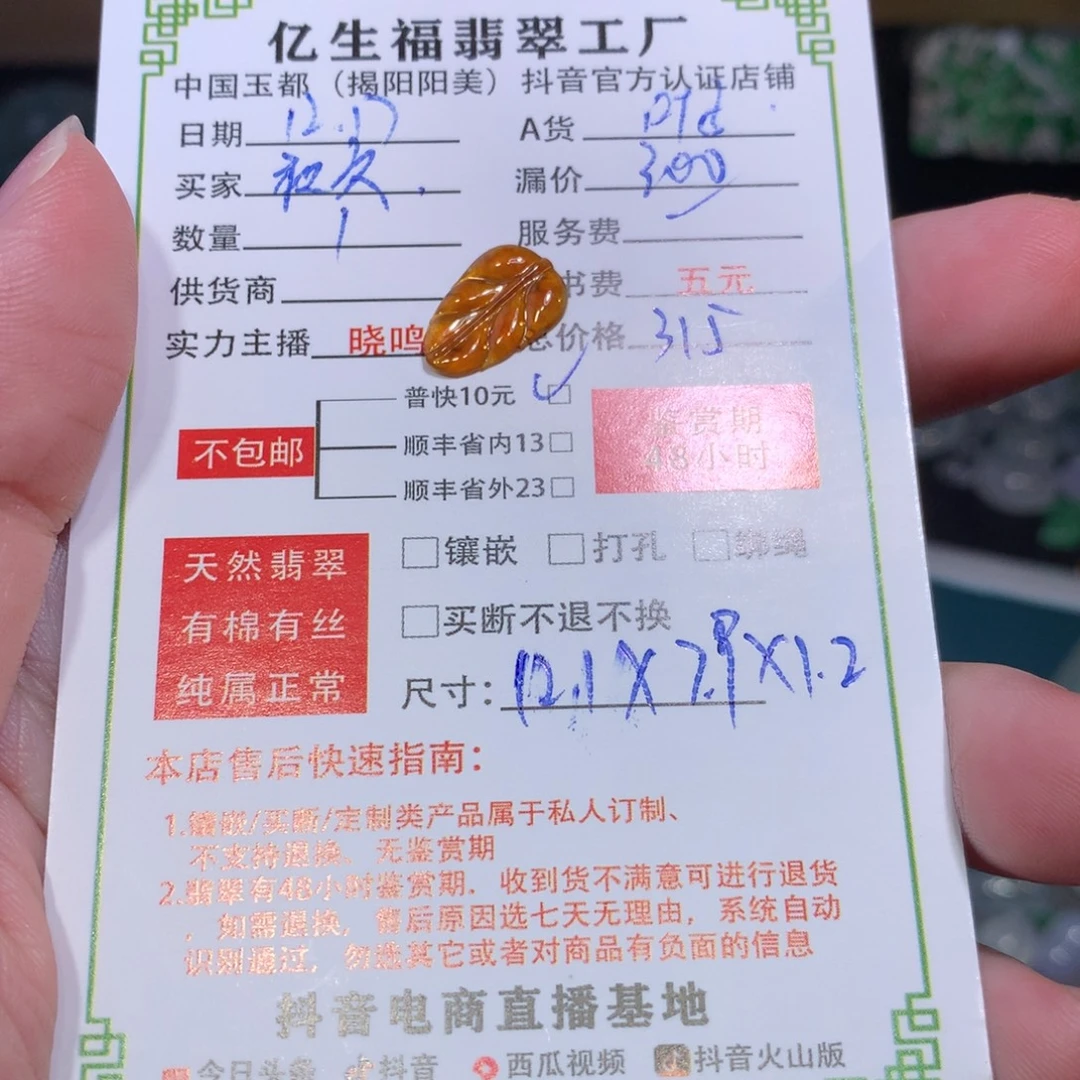 亿生福翡翠工厂
中国玉都（揭阳阳美）抖音官方认证店铺
日期 12.17 A货
买家 漏价 300
数量 1 服务费
供货商 书费 五元
实力主播 晓鸣 总价格 315
普快10元
不包邮 顺丰省内13
顺丰省外23
鉴赏期
48小时
天然翡翠
有棉有丝
纯属正常
镶嵌 打孔 绑绳
买断不退不换
尺寸: 12.1X7.9X1.2
本店售后快速指南:
1.镶嵌/买断/定制类产品属于私人订制、
不支持退换、无鉴赏期
2.翡翠有48小时鉴赏期. 收到货不满意可进行退货
，如需退换，售后原因选七天无理由，系统自动
识别通过，勿选其它或者对商品有负面的信息
抖音电商直播基地
今日头条 抖音 西瓜视频 抖音火山版